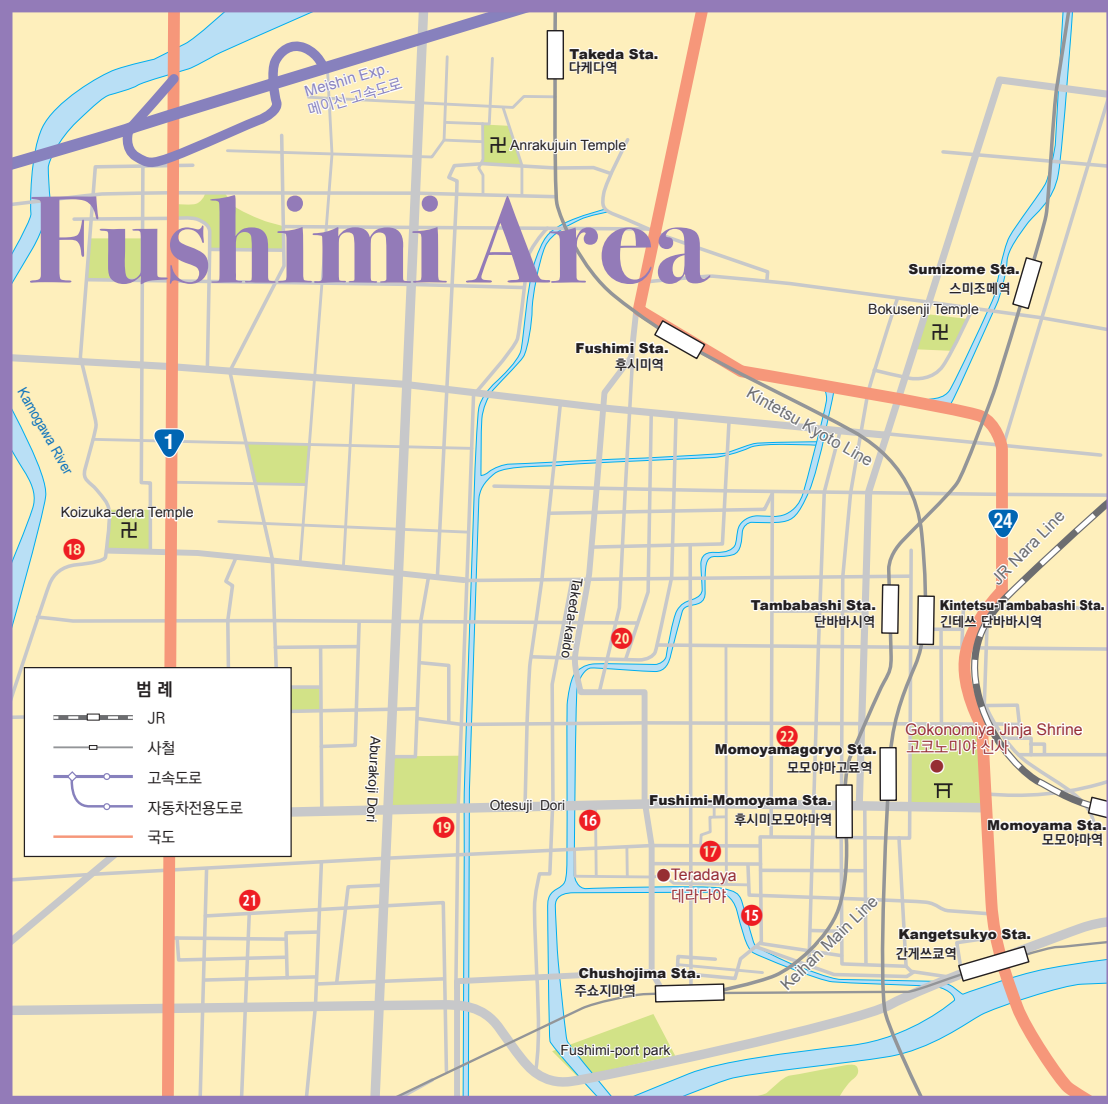 Takeda Sta.
다케다역
Meishin Exp.
메이신 고속도로
卍 Anrakujuin Temple
Fushimi Area
Sumizome Sta.
스미조메역
Bokusenji Temple
卍
Fushimi Sta.
후시미역
Kintetsu Kyoto Line
Kamogawa River
1
Koizuka-dera Temple
卍
18
24
JR Nara Line
Takeda-kaido
Tambabashi Sta.
단바바시역
Kintetsu-Tambabashi Sta.
긴테쓰 단바바시역
20
범 례
JR
사철
고속도로
자동차전용도로
국도
Aburakoji Dori
22
Gokonomiya Jinja Shrine
고코노미야 신사
Momoyamagoryo Sta.
모모야마고료역
Otesuji Dori
Fushimi-Momoyama Sta.
후시미모모야마역
Momoyama Sta.
모모야마역
19
16
17
Teradaya
데라다야
21
15
Keihan Main Line
Kangetsukyo Sta.
간게쓰쿄역
Chushojima Sta.
주쇼지마역
Fushimi-port park